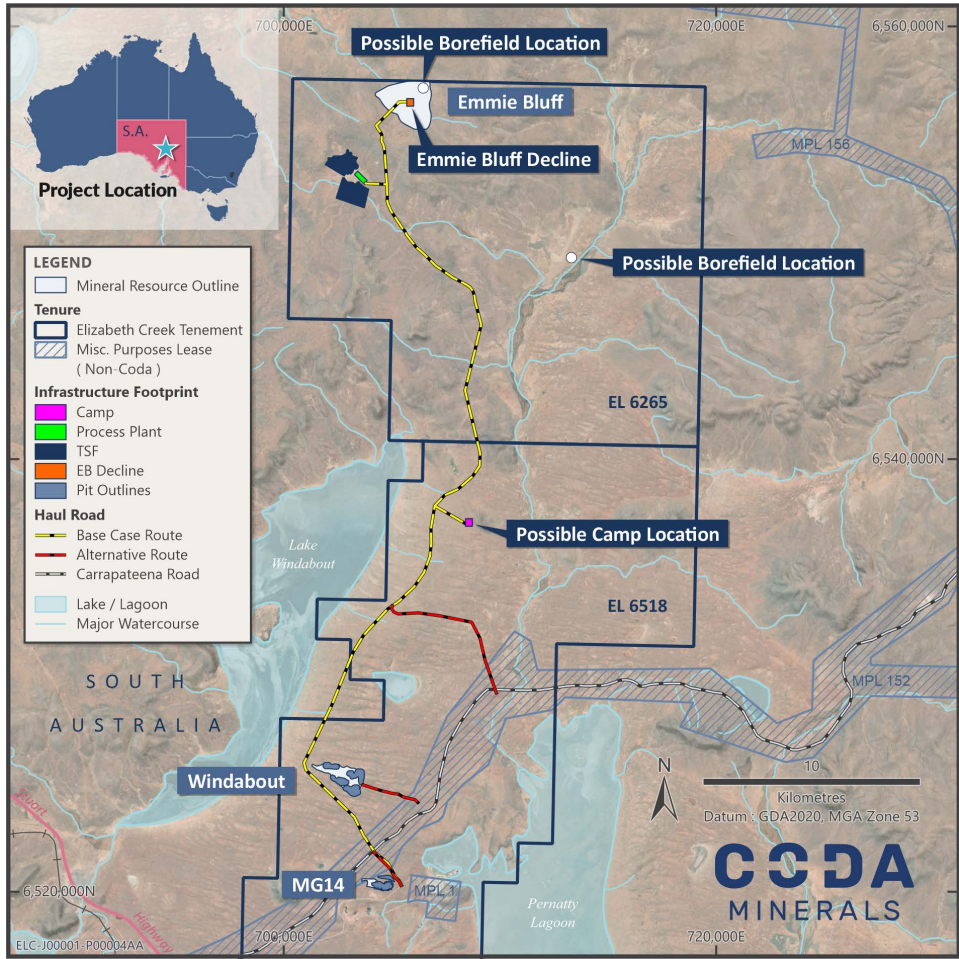 700,000E
720,000E
6,560,000N
Possible Borefield Location
Emmie Bluff
Emmie Bluff Decline
MPL 156
S.A.
Project Location
Possible Borefield Location
LEGEND
Mineral Resource Outline
Tenure
Elizabeth Creek Tenement
Misc. Purposes Lease
( Non-Coda )
Infrastructure Footprint
Camp
Process Plant
TSF
EB Decline
Pit Outlines
Haul Road
Base Case Route
Alternative Route
Carrapateena Road
Lake / Lagoon
Major Watercourse
EL 6265
6,540,000N
Possible Camp Location
Lake
Windabout
EL 6518
SOUTH
AUSTRALIA
MPL 152
Windabout
N
10
Kilometres
Datum : GDA2020, MGA Zone 53
MG14
MPL 1
Pernatty
Lagoon
CODA
MINERALS
6,520,000N
Stuart
Highway
ELC-J00001-P00004AA
700,000E
720,000E